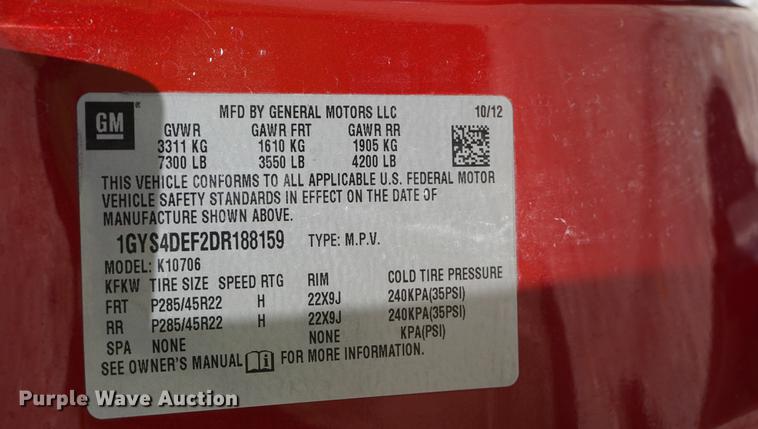 GM
MFD BY GENERAL MOTORS LLC 10/12
GVWR GAWR FRT GAWR RR
3311 KG 1610 KG 1905 KG
7300 LB 3550 LB 4200 LB
THIS VEHICLE CONFORMS TO ALL APPLICABLE U.S. FEDERAL MOTOR
VEHICLE SAFETY STANDARDS IN EFFECT ON THE DATE OF
MANUFACTURE SHOWN ABOVE.
1GYS4DEF2DR188159 TYPE: M.P.V.
MODEL: K10706
KFKW TIRE SIZE SPEED RTG RIM COLD TIRE PRESSURE
FRT P285/45R22 H 22X9J 240KPA(35PSI)
RR P285/45R22 H 22X9J 240KPA(35PSI)
SPA NONE NONE KPA(PSI)
SEE OWNER'S MANUAL FOR MORE INFORMATION.
Purple Wave Auction